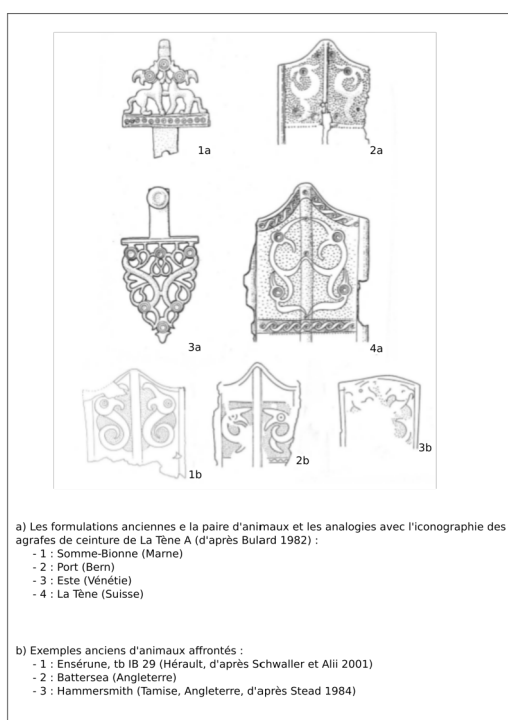 1a
2a
3a
4a
1b
2b
3b
a) Les formulations anciennes e la paire d'animaux et les analogies avec l'iconographie des
agrafes de ceinture de La Tène A (d'après Bulard 1982) :
- 1 : Somme-Bionne (Marne)
- 2 : Port (Bern)
- 3 : Este (Vénétie)
- 4 : La Tène (Suisse)
b) Exemples anciens d'animaux affrontés :
- 1 : Ensérune, tb IB 29 (Hérault, d'après Schwaller et Alii 2001)
- 2 : Battersea (Angleterre)
- 3 : Hammersmith (Tamise, Angleterre, d'après Stead 1984)